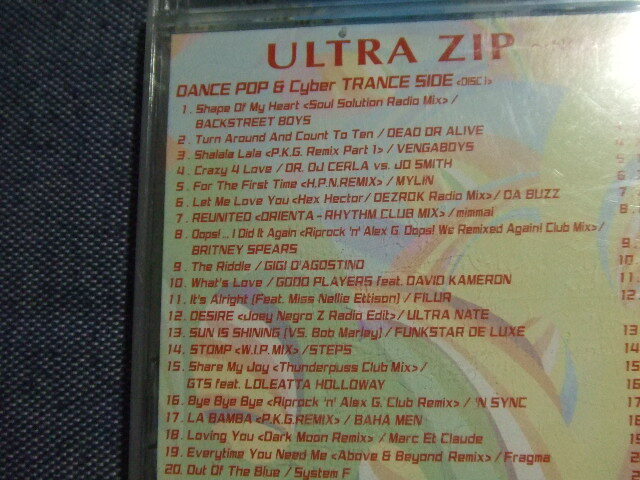 ULTRA ZIP
DANCE POP & Cyber TRANCE SIDE <DISC 1>
1. Shape Of My Heart <Soul Solution Radio Mix> /
BACKSTREET BOYS
2. Turn Around And Count To Ten / DEAD OR ALIVE
3. Shalala Lala <P.K.G. Remix Part 1> / VENGABOYS
4. Crazy 4 Love / DR. DJ CERLA vs. JD SMITH
5. For The First Time <H.P.N.REMIX> / MYLIN
6. Let Me Love You <Hex Hector/ DEZROK Radio Mix> / DA BUZZ
7. REUNITED <ORIENTA-RHYTHM CLUB MIX> / mimmai
8. Oops!...I Did It Again <Riprock 'n' Alex G. Oops! We Remixed Again! Club Mix> /
BRITNEY SPEARS
9. The Riddle / GIGI D'AGOSTINO
10. What's Love / GOOD PLAYERS feat. DAVID KAMERON
11. It's Alright (Feat. Miss Nellie Ettison) / FILUR
12. DESIRE <Joey Negro Z Radio Edit> / ULTRA NATE
13. SUN IS SHINING (VS. Bob Marley) / FUNKSTAR DE LUXE
14. STOMP <W.I.P. MIX> / STEPS
15. Share My Joy <Thunderpuss Club Mix> /
GTS feat. LOLEATTA HOLLOWAY
16. Bye Bye Bye <Riprock 'n' Alex G. Club Remix> / 'N SYNC
17. LA BAMBA <P.K.G.REMIX> / BAHA MEN
18. Loving You <Dark Moon Remix> / Marc Et Claude
19. Everytime You Need Me <Above & Beyond Remix> / Fragma
20. Out Of The Blue / System F